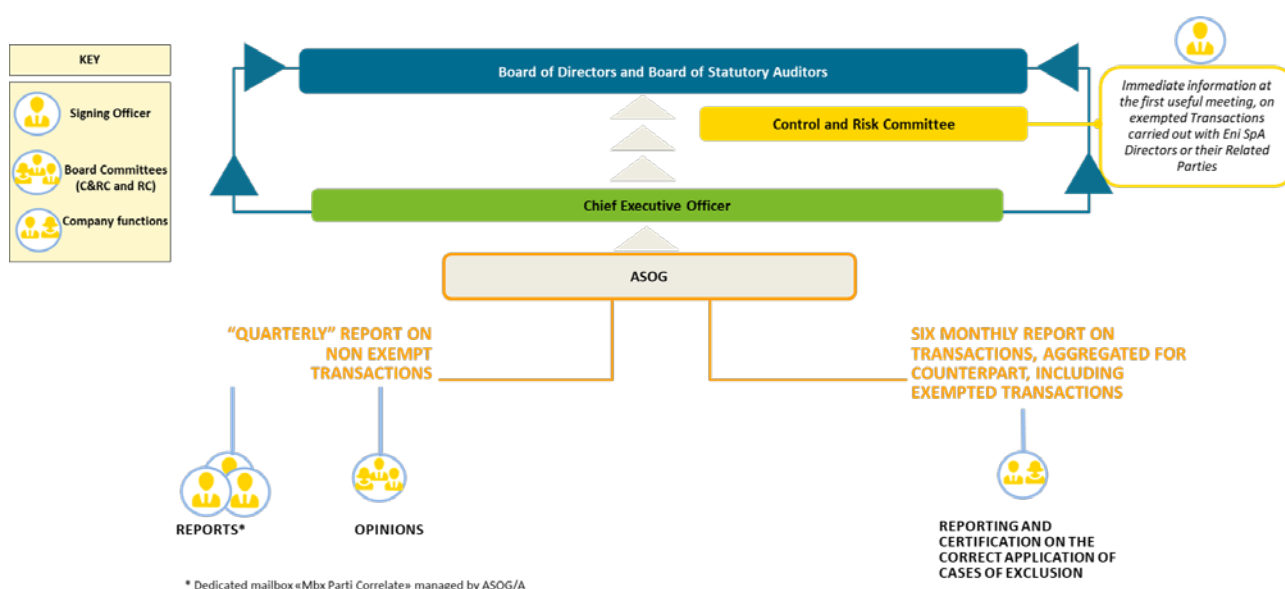 KEY
Signing Officer
Board Committees
(C&RC and RC)
Company functions
Board of Directors and Board of Statutory Auditors
Control and Risk Committee
Immediate information at
the first useful meeting, on
exempted Transactions
carried out with Eni SpA
Directors or their Related
Parties
Chief Executive Officer
ASOG
“QUARTERLY” REPORT ON
NON EXEMPT
TRANSACTIONS
SIX MONTHLY REPORT ON
TRANSACTIONS, AGGREGATED FOR
COUNTERPART, INCLUDING
EXEMPTED TRANSACTIONS
REPORTS*
OPINIONS
REPORTING AND
CERTIFICATION ON THE
CORRECT APPLICATION OF
CASES OF EXCLUSION
* Dedicated mailbox «Mbx Parti Correlate» managed by ASOG/A